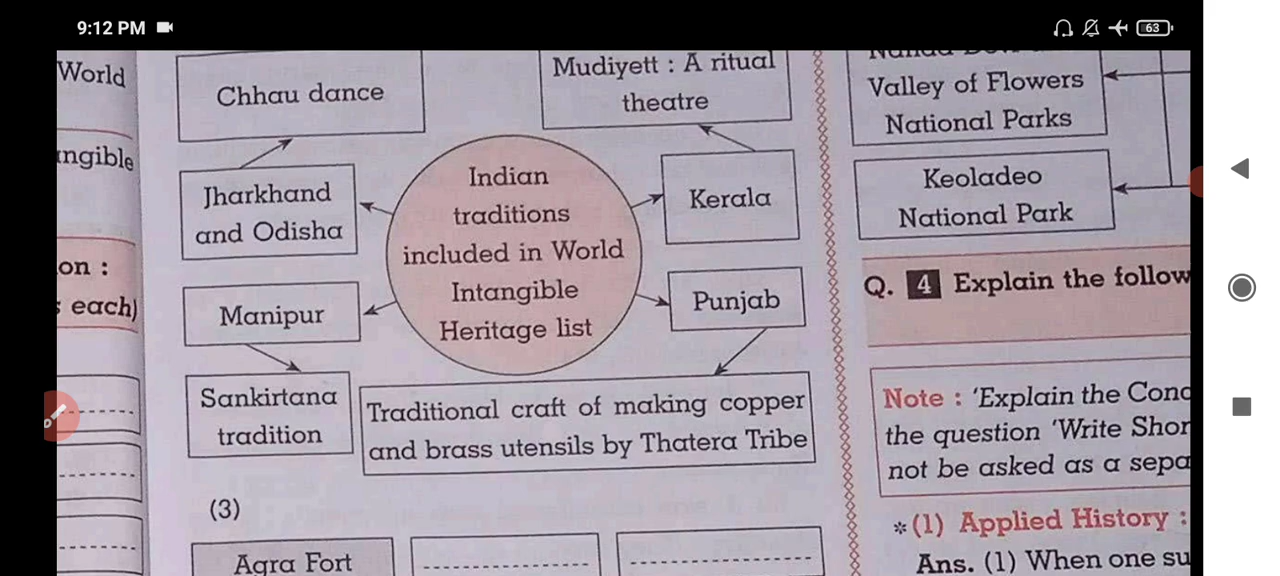 9:12 PM
63
World
Chhau dance
Mudiyett : A ritual
theatre
Valley of Flowers
National Parks
Jharkhand
and Odisha
Indian
traditions
included in World
Intangible
Heritage list
Kerala
Keoladeo
National Park
on :
each)
Manipur
Punjab
Q. 4 Explain the follow
Sankirtana
tradition
Traditional craft of making copper
and brass utensils by Thatera Tribe
Note : ‘Explain the Conc
the question ‘Write Shor
not be asked as a sepa
(3)
Agra Fort
*(1) Applied History :
Ans. (1) When one su